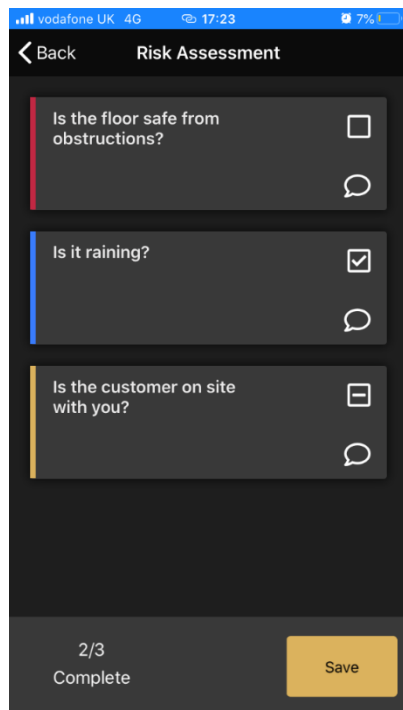 vodafone UK 4G 17:23 7%
Back Risk Assessment
Is the floor safe from
obstructions?
Is it raining?
Is the customer on site
with you?
2/3
Complete
Save